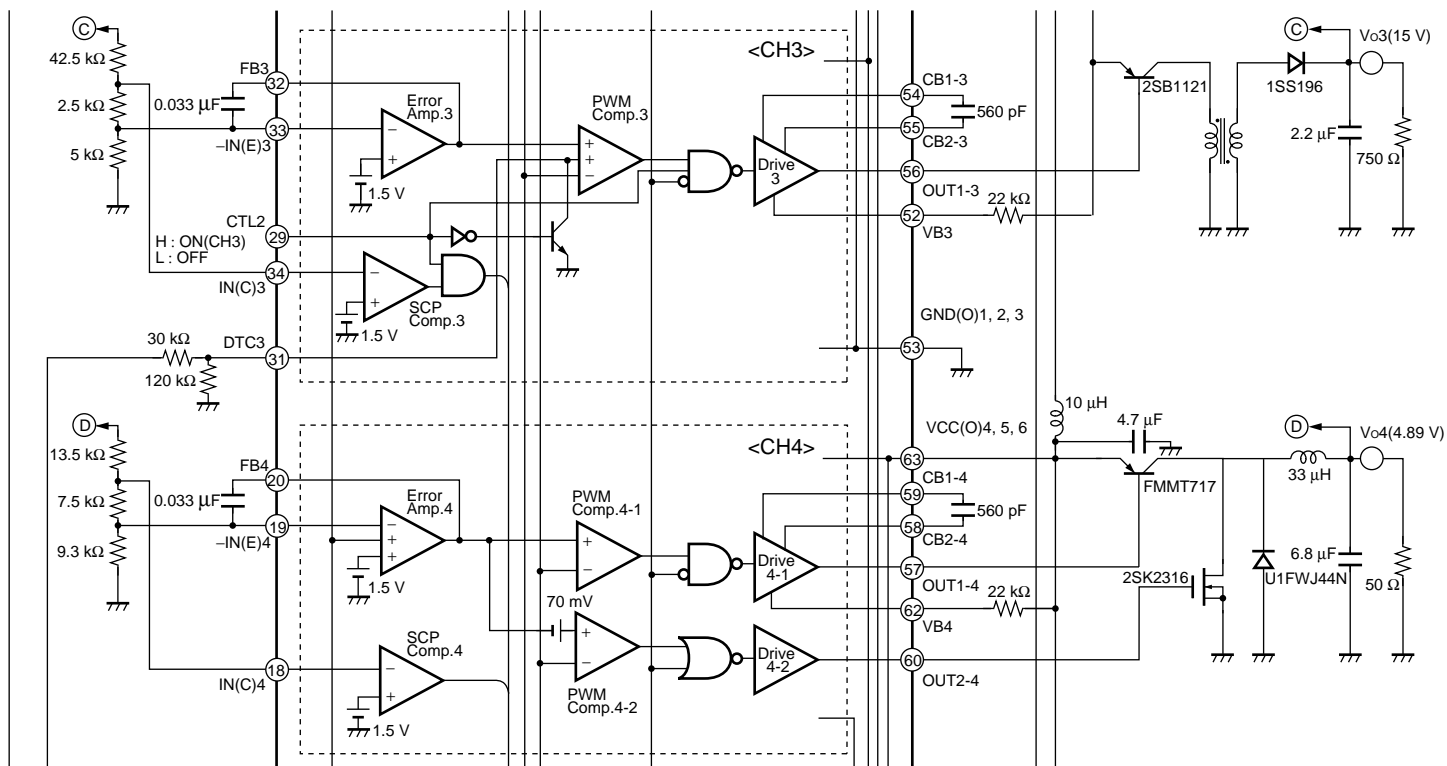 C
42.5 kΩ
2.5 kΩ
5 kΩ
0.033 µF
FB3
32
33
–IN(E)3
CTL2
29
H : ON(CH3)
L : OFF
34
IN(C)3
30 kΩ
DTC3
31
120 kΩ
<CH3>
Error
Amp.3
–
+
1.5 V
PWM
Comp.3
+
+
–
SCP
Comp.3
–
+
1.5 V
Drive
3
CB1-3
54
560 pF
55
CB2-3
56
OUT1-3
22 kΩ
52
VB3
GND(O)1, 2, 3
53
2SB1121
C
VO3(15 V)
1SS196
2.2 µF
750 Ω
D
13.5 kΩ
7.5 kΩ
9.3 kΩ
0.033 µF
FB4
20
19
–IN(E)4
18
IN(C)4
<CH4>
Error
Amp.4
–
+
+
1.5 V
PWM
Comp.4-1
+
–
70 mV
+
–
PWM
Comp.4-2
SCP
Comp.4
–
+
1.5 V
Drive
4-1
Drive
4-2
10 µH
4.7 µF
VCC(O)4, 5, 6
63
CB1-4
59
560 pF
58
CB2-4
57
OUT1-4
22 kΩ
62
VB4
60
OUT2-4
FMMT717
2SK2316
D
VO4(4.89 V)
33 µH
U1FWJ44N
6.8 µF
50 Ω